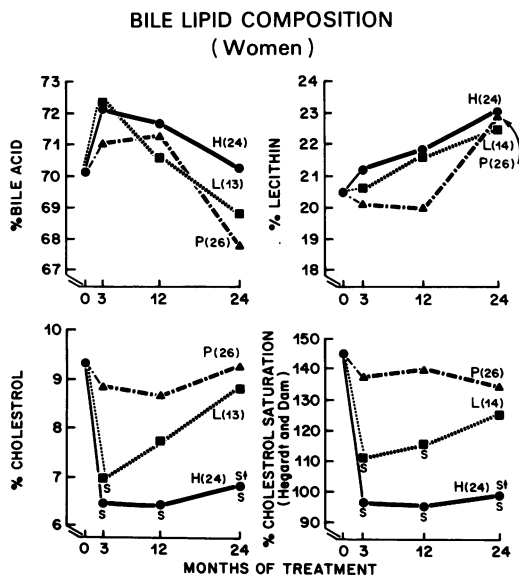 BILE LIPID COMPOSITION
(Women)
%BILE ACID
73
72
71
70
69
68
67
0 3 12 24
H(24)
L(13)
P(26)
% LECITHIN
24
23
22
21
20
19
18
17
0 3 12 24
H(24)
L(14)
P(26)
% CHOLESTROL
10
9
8
7
6
0 3 12 24
P(26)
L(13)
S
H(24) S‡
S S S
% CHOLESTROL SATURATION
(Hegardt and Dam)
150
140
130
120
110
100
90
0 3 12 24
P(26)
L(14)
S S
H(24) S‡
S S S
MONTHS OF TREATMENT